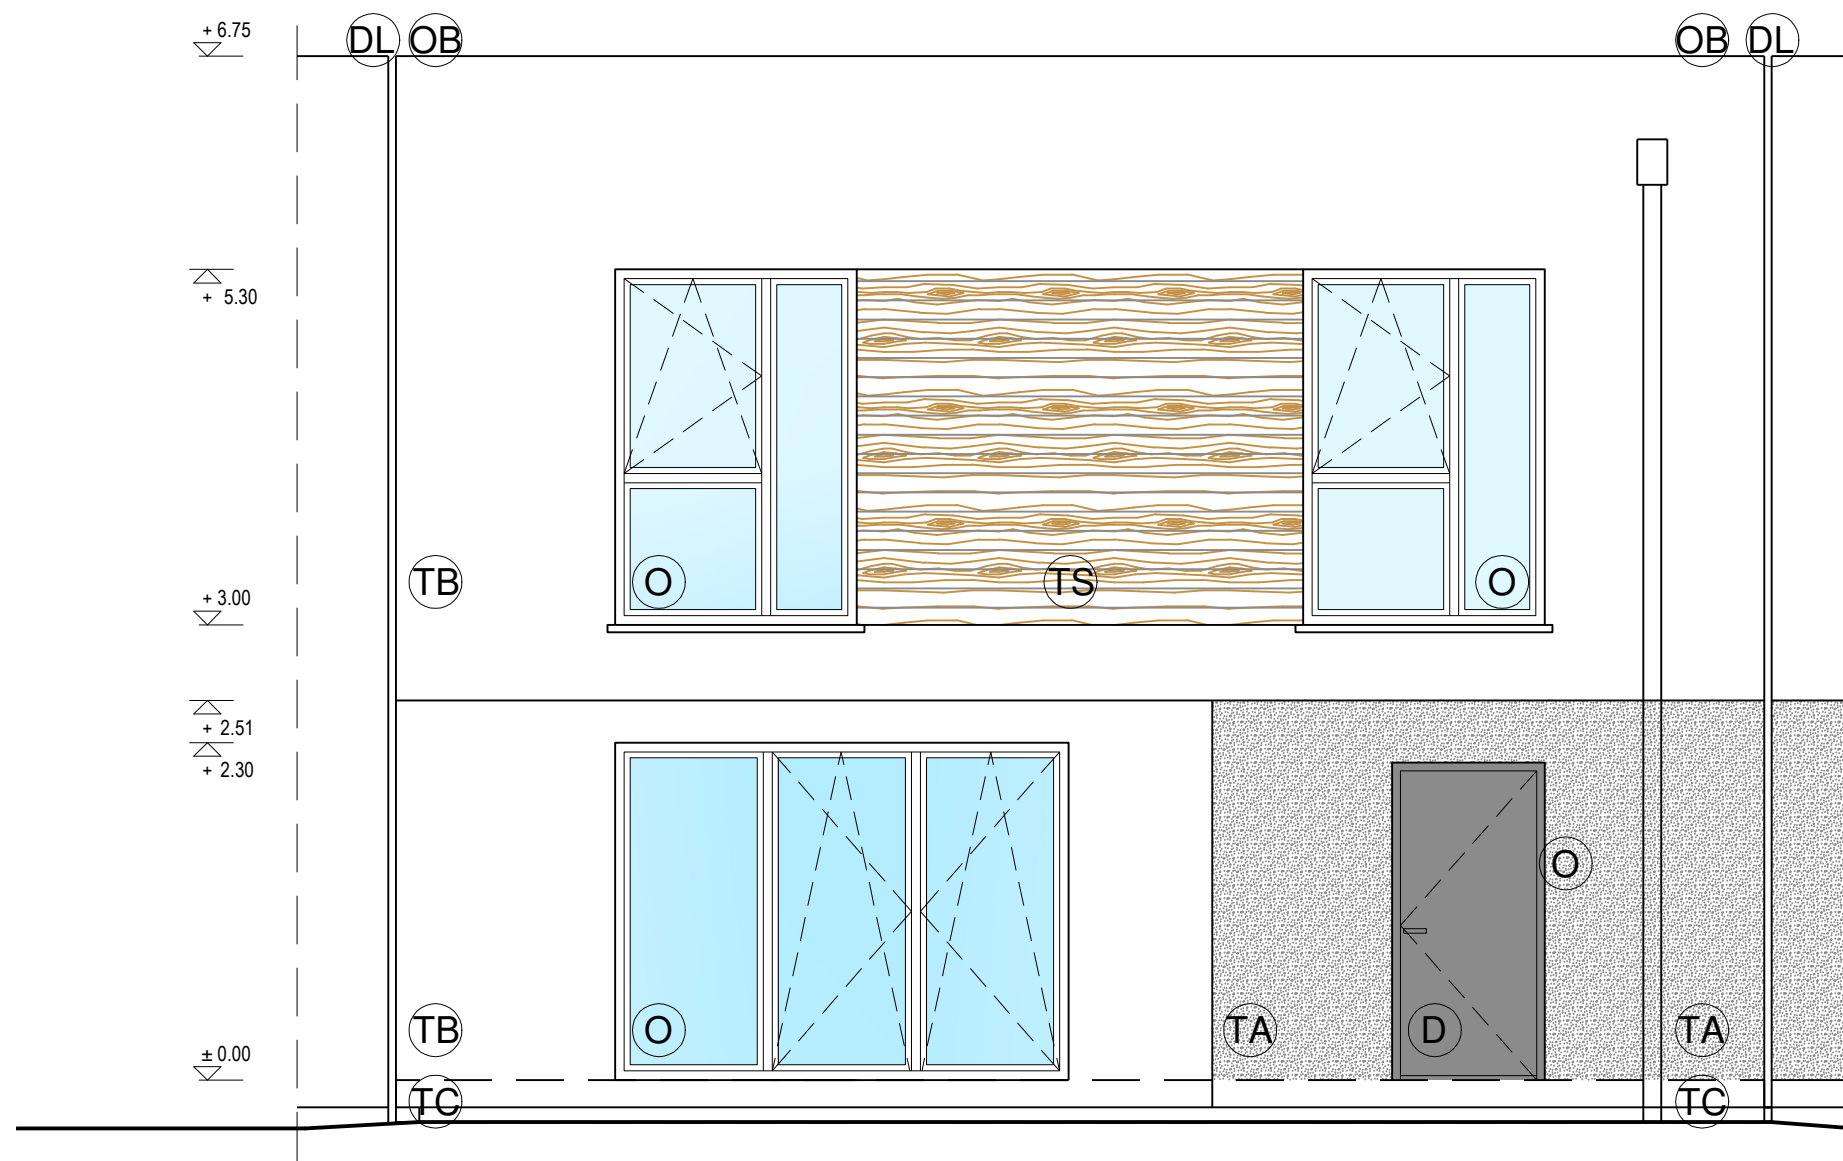 + 6.75
DL OB OB DL
+ 5.30
TB O TS O
+ 3.00
+ 2.51
+ 2.30
O
TB O TA D TA
± 0.00
TC TC